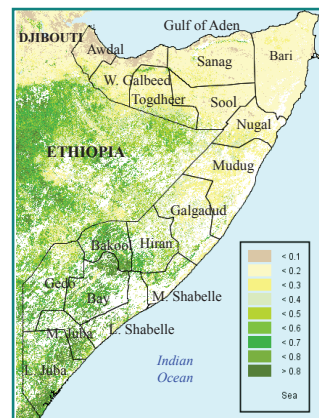 Gulf of Aden
DJIBOUTI
Awdal
Sanag
Bari
W. Galbeed
Togdheer
Sool
Nugal
ETHIOPIA
Mudug
Galgadud
Bakool
Hiran
Gedo
Bay
M. Shabelle
M. Juba
L. Shabelle
L. Juba
Indian
Ocean
< 0.1
< 0.2
< 0.3
< 0.4
< 0.5
< 0.6
< 0.7
< 0.8
> 0.8
Sea